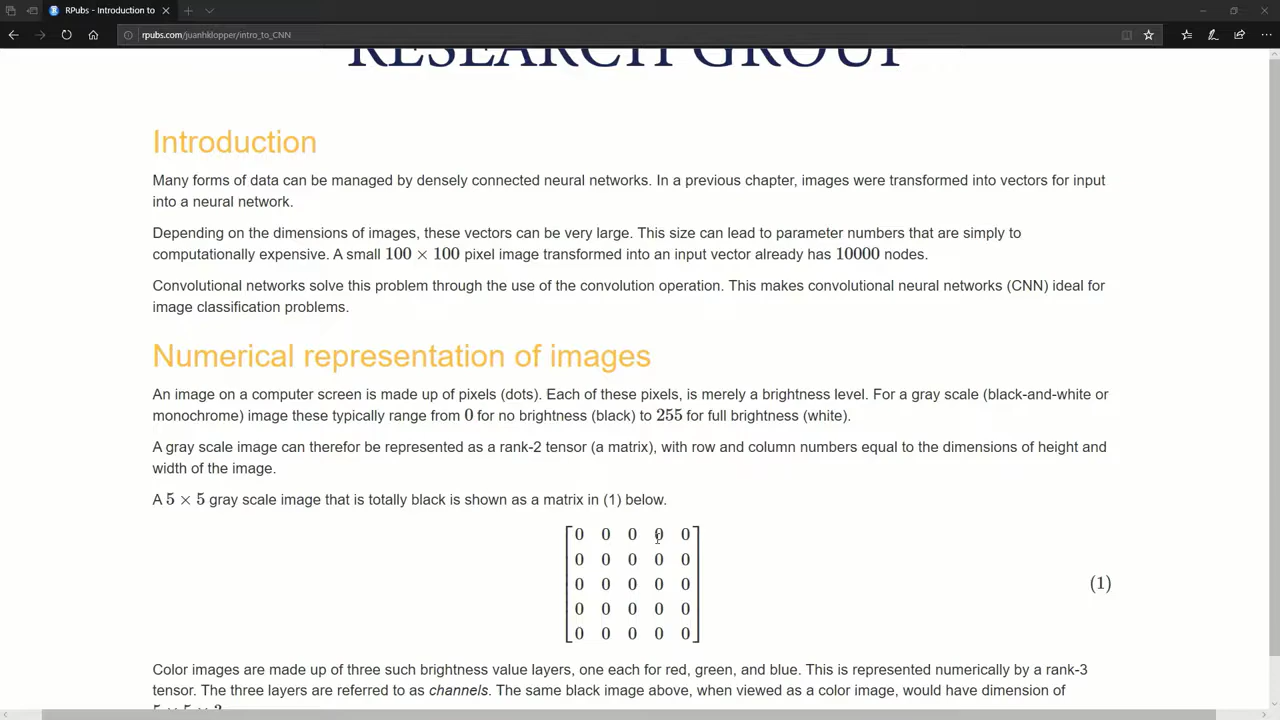 RPubs - Introduction to
rpubs.com/juanhklopper/intro_to_CNN
RESEARCH GROUP
Introduction
Many forms of data can be managed by densely connected neural networks. In a previous chapter, images were transformed into vectors for input
into a neural network.
Depending on the dimensions of images, these vectors can be very large. This size can lead to parameter numbers that are simply to
computationally expensive. A small 100 × 100 pixel image transformed into an input vector already has 10000 nodes.
Convolutional networks solve this problem through the use of the convolution operation. This makes convolutional neural networks (CNN) ideal for
image classification problems.
Numerical representation of images
An image on a computer screen is made up of pixels (dots). Each of these pixels, is merely a brightness level. For a gray scale (black-and-white or
monochrome) image these typically range from 0 for no brightness (black) to 255 for full brightness (white).
A gray scale image can therefor be represented as a rank-2 tensor (a matrix), with row and column numbers equal to the dimensions of height and
width of the image.
A 5 × 5 gray scale image that is totally black is shown as a matrix in (1) below.
0 0 0 0 0
0 0 0 0 0
0 0 0 0 0 (1)
0 0 0 0 0
0 0 0 0 0
Color images are made up of three such brightness value layers, one each for red, green, and blue. This is represented numerically by a rank-3
tensor. The three layers are referred to as channels. The same black image above, when viewed as a color image, would have dimension of